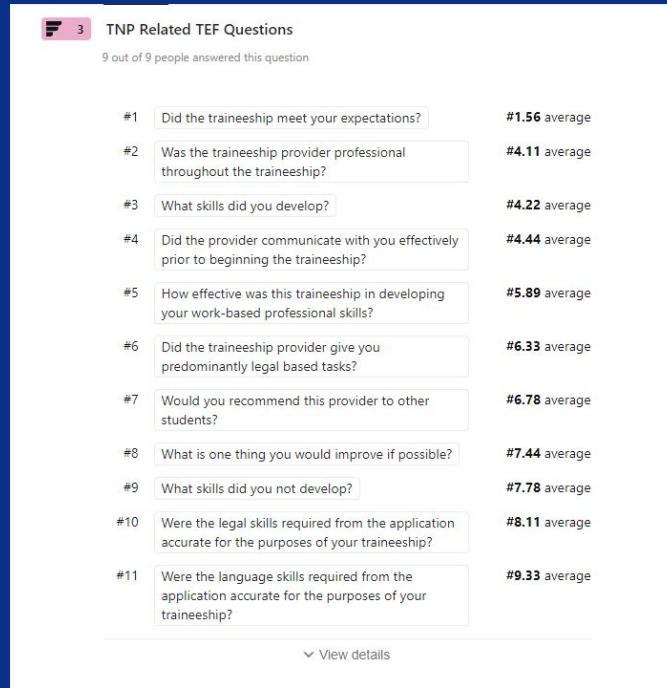 3 TNP Related TEF Questions
9 out of 9 people answered this question
#1 Did the traineeship meet your expectations? #1.56 average
#2 Was the traineeship provider professional #4.11 average
throughout the traineeship?
#3 What skills did you develop? #4.22 average
#4 Did the provider communicate with you effectively #4.44 average
prior to beginning the traineeship?
#5 How effective was this traineeship in developing #5.89 average
your work-based professional skills?
#6 Did the traineeship provider give you #6.33 average
predominantly legal based tasks?
#7 Would you recommend this provider to other #6.78 average
students?
#8 What is one thing you would improve if possible? #7.44 average
#9 What skills did you not develop? #7.78 average
#10 Were the legal skills required from the application #8.11 average
accurate for the purposes of your traineeship?
#11 Were the language skills required from the #9.33 average
application accurate for the purposes of your
traineeship?
View details